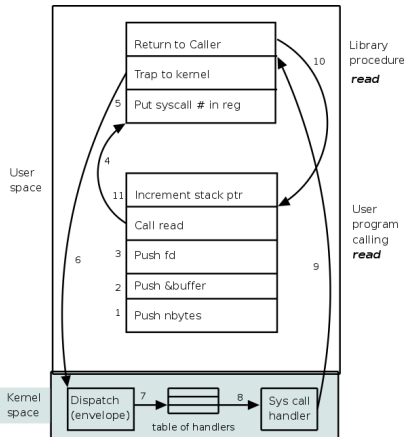 Return to Caller
Trap to kernel
5
Put syscall # in reg
10
Library
procedure
read
4
User
space
11
Increment stack ptr
Call read
3
Push fd
2
Push &buffer
1
Push nbytes
User
program
calling
read
6
9
Kernel
space
Dispatch
(envelope)
7
8
table of handlers
Sys call
handler